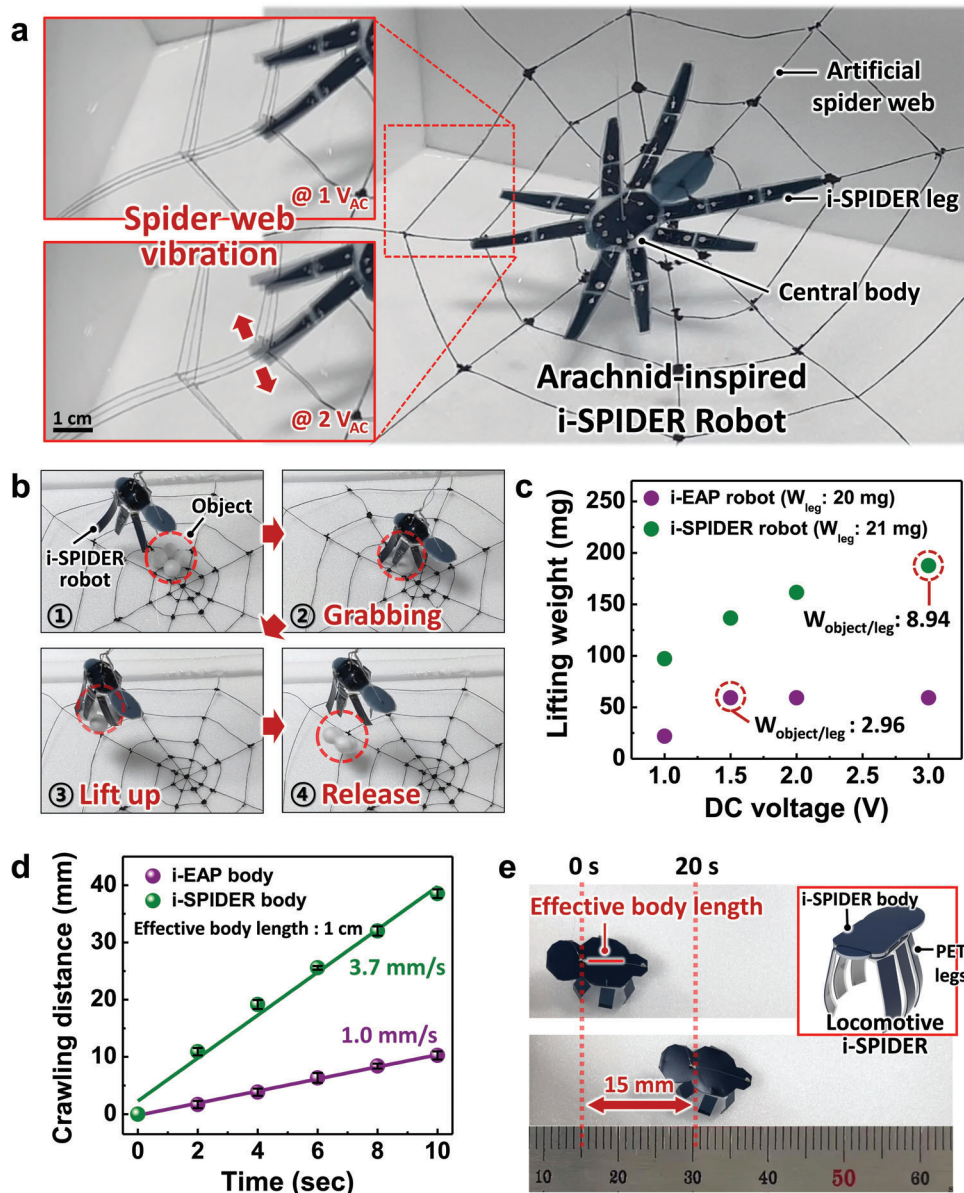 a
Artificial
spider web
@ 1 V_AC
Spider web
vibration
i-SPIDER leg
Central body
@ 2 V_AC
1 cm
Arachnid-inspired
i-SPIDER Robot
b
Object
i-SPIDER
robot
①
② Grabbing
③ Lift up
④ Release
c
Lifting weight (mg)
250
200
150
100
50
0
i-EAP robot (W_leg: 20 mg)
i-SPIDER robot (W_leg: 21 mg)
W_object/leg: 8.94
W_object/leg: 2.96
1.0 1.5 2.0 2.5 3.0
DC voltage (V)
d
Crawling distance (mm)
40
30
20
10
0
i-EAP body
i-SPIDER body
Effective body length : 1 cm
3.7 mm/s
1.0 mm/s
0 2 4 6 8 10
Time (sec)
e
0 s 20 s
Effective body length
i-SPIDER body
PET
legs
Locomotive
i-SPIDER
15 mm
10 20 30 40 50 60